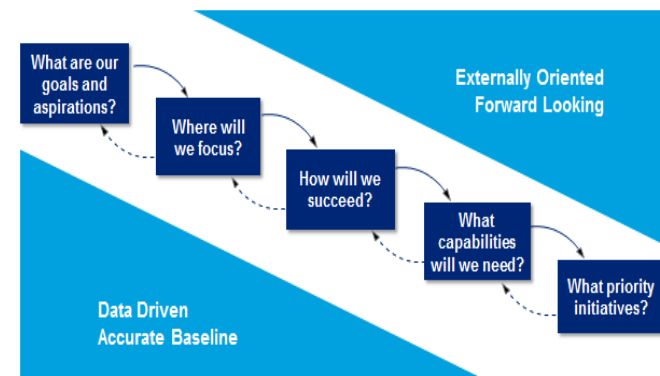 What are our
goals and
aspirations?
Externally Oriented
Forward Looking
Where will
we focus?
How will we
succeed?
What
capabilities
will we need?
What priority
initiatives?
Data Driven
Accurate Baseline